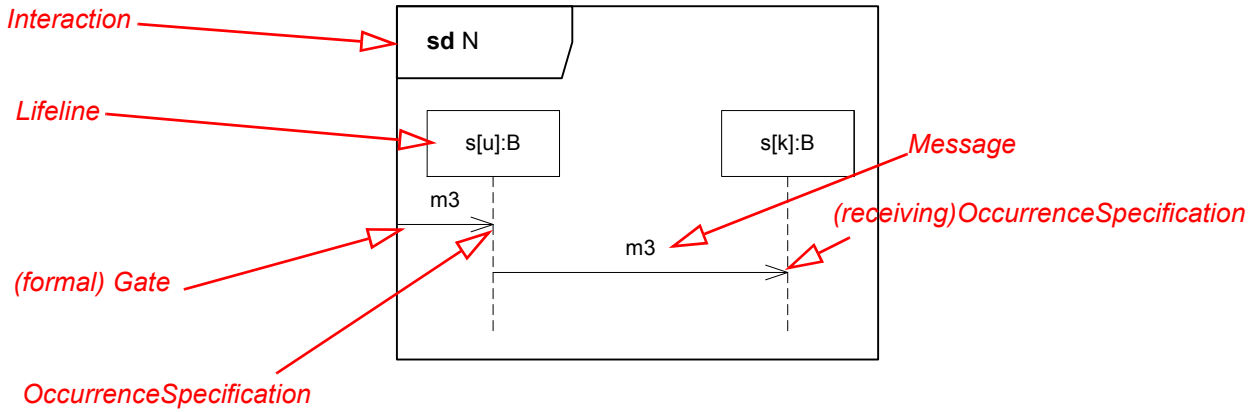 Interaction
sd N
Lifeline
s[u]:B
s[k]:B
Message
m3
(receiving)OccurrenceSpecification
m3
(formal) Gate
OccurrenceSpecification